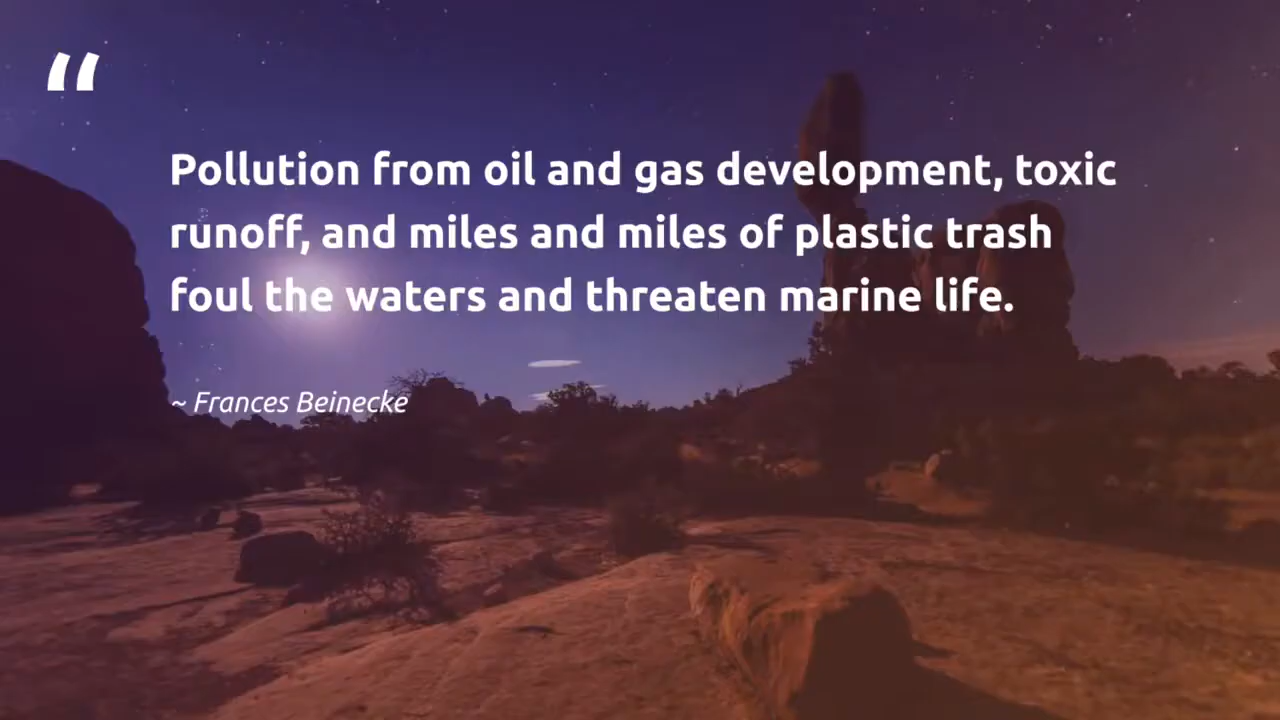 “
Pollution from oil and gas development, toxic
runoff, and miles and miles of plastic trash
foul the waters and threaten marine life.
~ Frances Beinecke